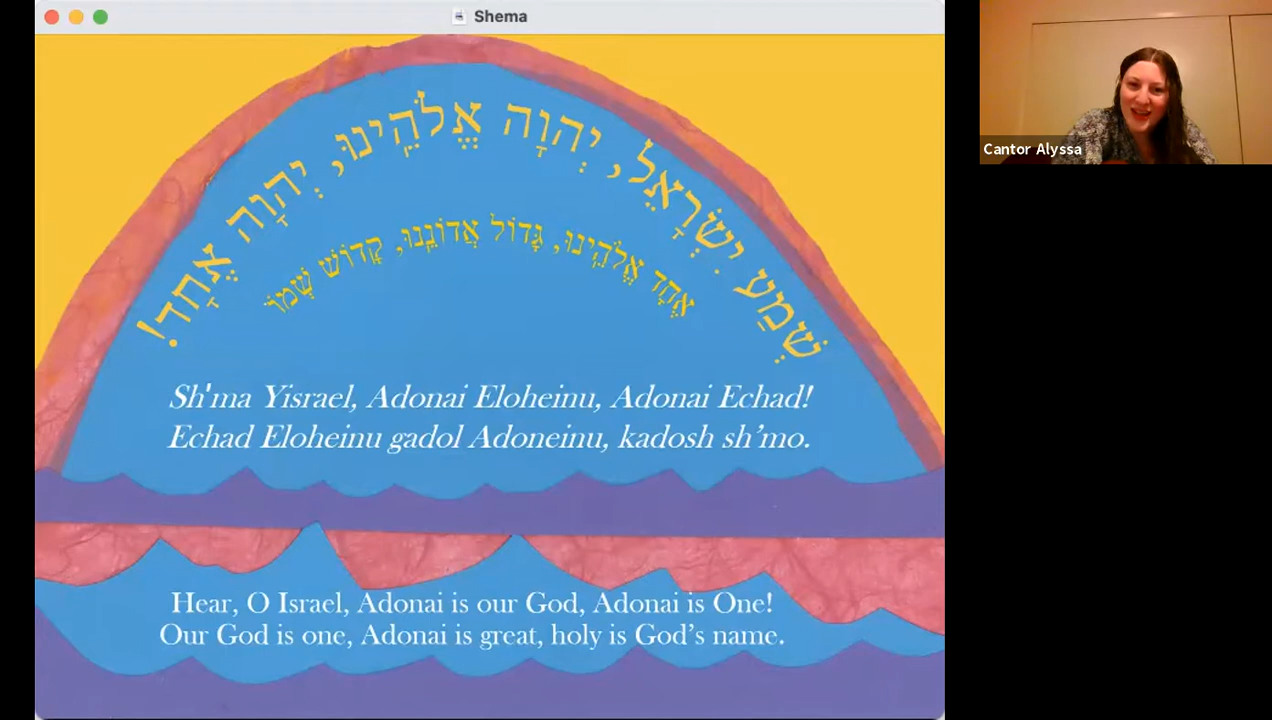 Shema
Cantor Alyssa
שְׁמַע יִשְׂרָאֵל, יְהוָה אֱלֹהֵינוּ, יְהוָה אֶחָד!
אֶחָד אֱלֹהֵינוּ, גָּדוֹל אֲדוֹנֵנוּ, קָדוֹשׁ שְׁמוֹ
Sh'ma Yisrael, Adonai Eloheinu, Adonai Echad!
Echad Eloheinu gadol Adoneinu, kadosh sh’mo.
Hear, O Israel, Adonai is our God, Adonai is One!
Our God is one, Adonai is great, holy is God’s name.